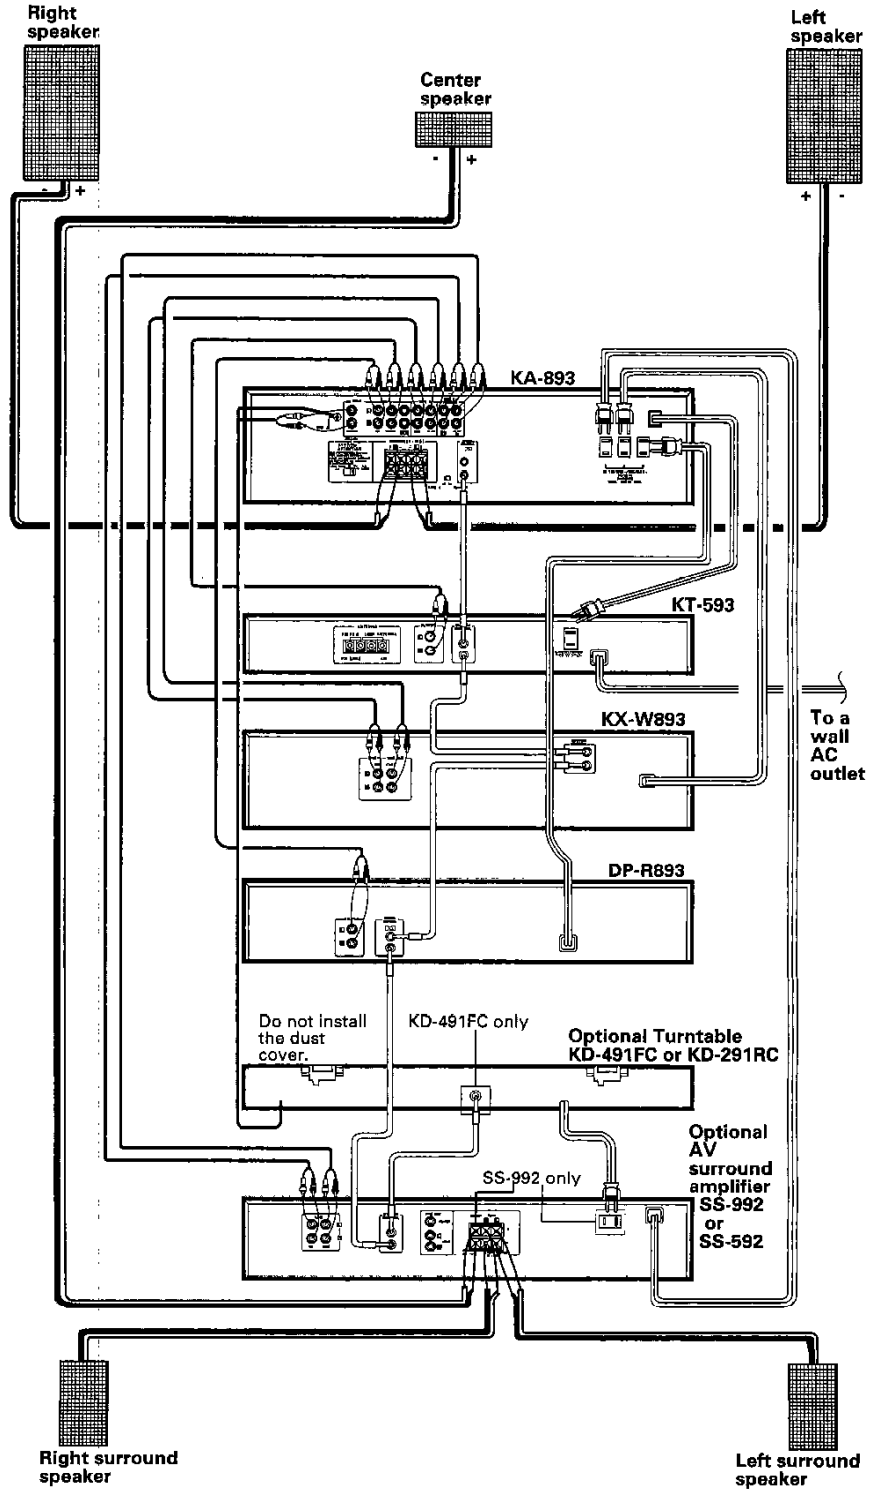 Right
speaker
Left
speaker
Center
speaker
- +
- +
+ -
KA-893
KT-593
KX-W893
To a
wall
AC
outlet
DP-R893
Do not install
the dust
cover.
KD-491FC only
Optional Turntable
KD-491FC or KD-291RC
Optional
AV
surround
amplifier
SS-992
or
SS-592
SS-992 only
Right surround
speaker
Left surround
speaker